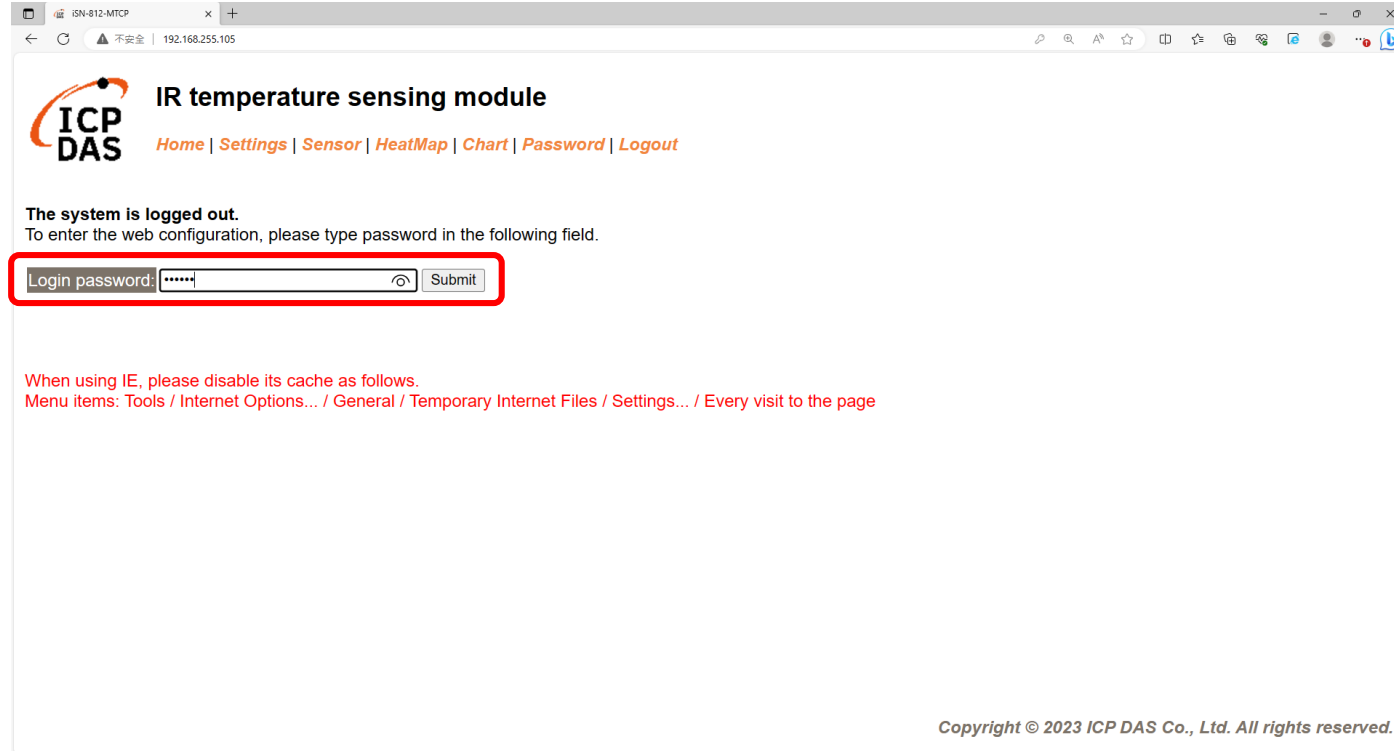 iSN-812-MTCP
不安全 | 192.168.255.105
ICP
DAS
IR temperature sensing module
Home | Settings | Sensor | HeatMap | Chart | Password | Logout
The system is logged out.
To enter the web configuration, please type password in the following field.
Login password: •••••• Submit
When using IE, please disable its cache as follows.
Menu items: Tools / Internet Options... / General / Temporary Internet Files / Settings... / Every visit to the page
Copyright © 2023 ICP DAS Co., Ltd. All rights reserved.